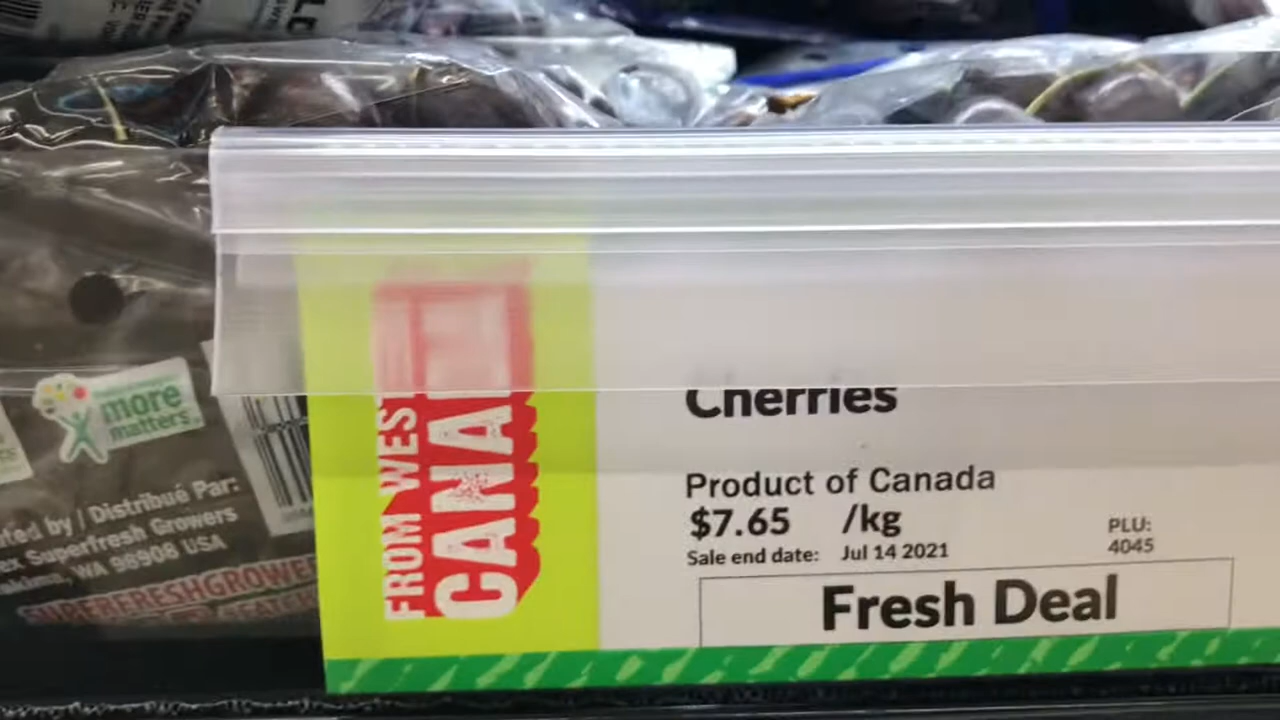 more
matters
/ Distribué Par:
Superfresh Growers
WA 98908 USA
FROM WEST
CANA
Cherries
Product of Canada
$7.65 /kg
Sale end date: Jul 14 2021
PLU:
4045
Fresh Deal